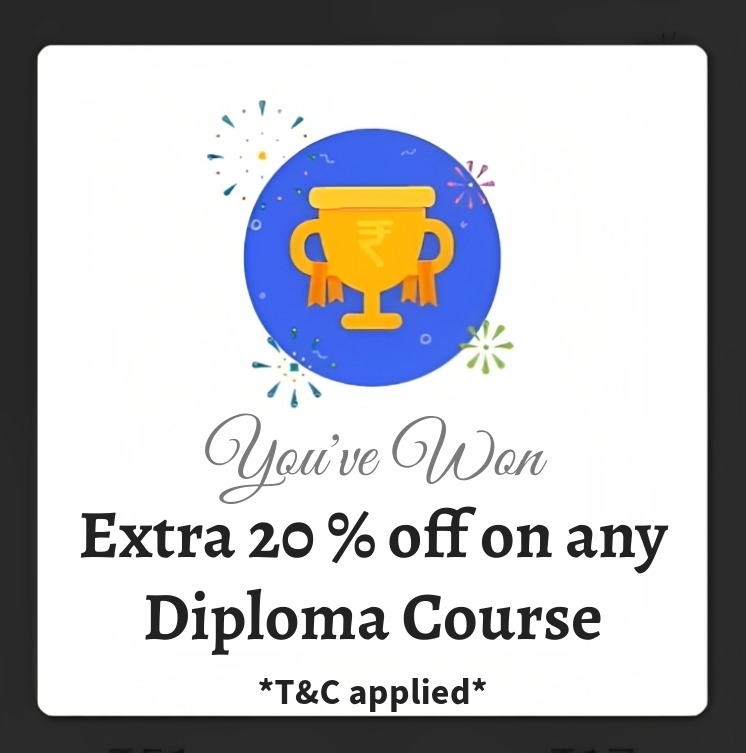 ₹
You've Won
Extra 20 % off on any
Diploma Course
*T&C applied*